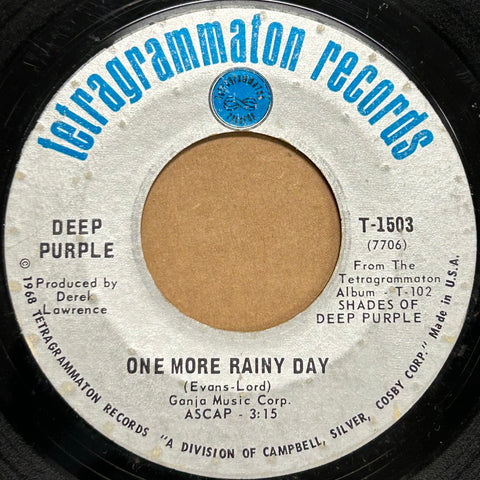 tetragrammaton records
TETRAGRAMMATON
RECORDS
DEEP
PURPLE
Produced by
Derek
Lawrence
T-1503
(7706)
From The
Tetragrammaton
Album - T-102
SHADES OF
DEEP PURPLE
ONE MORE RAINY DAY
(Evans-Lord)
Ganja Music Corp.
ASCAP - 3:15
© 1968 TETRAGRAMMATON RECORDS "A DIVISION OF CAMPBELL, SILVER, COSBY CORP." Made in U.S.A.